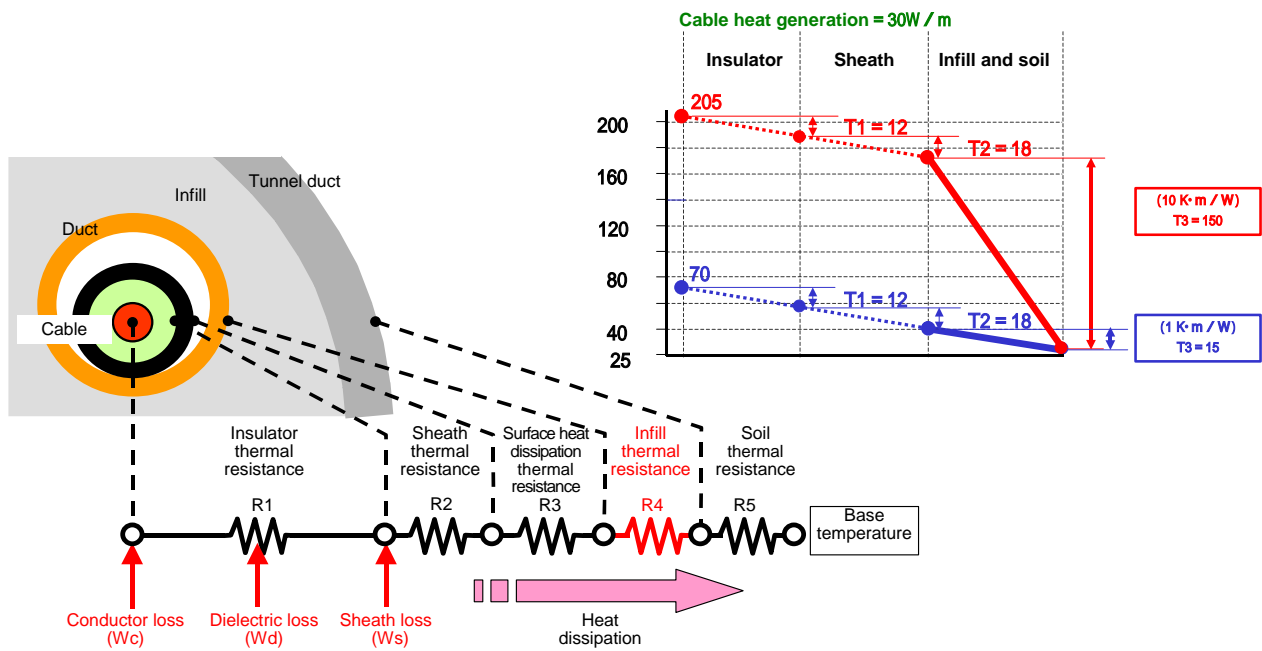 Cable heat generation = 30W / m
Insulator
Sheath
Infill and soil
205
200
T1 = 12
T2 = 18
160
(10 K・m / W)
T3 = 150
120
80
70
T1 = 12
T2 = 18
40
(1 K・m / W)
T3 = 15
25
Tunnel duct
Infill
Duct
Cable
Insulator
thermal
resistance
Sheath
thermal
resistance
Surface heat
dissipation
thermal
resistance
Infill
thermal
resistance
Soil
thermal
resistance
R1
R2
R3
R4
R5
Base
temperature
Conductor loss
(Wc)
Dielectric loss
(Wd)
Sheath loss
(Ws)
Heat
dissipation